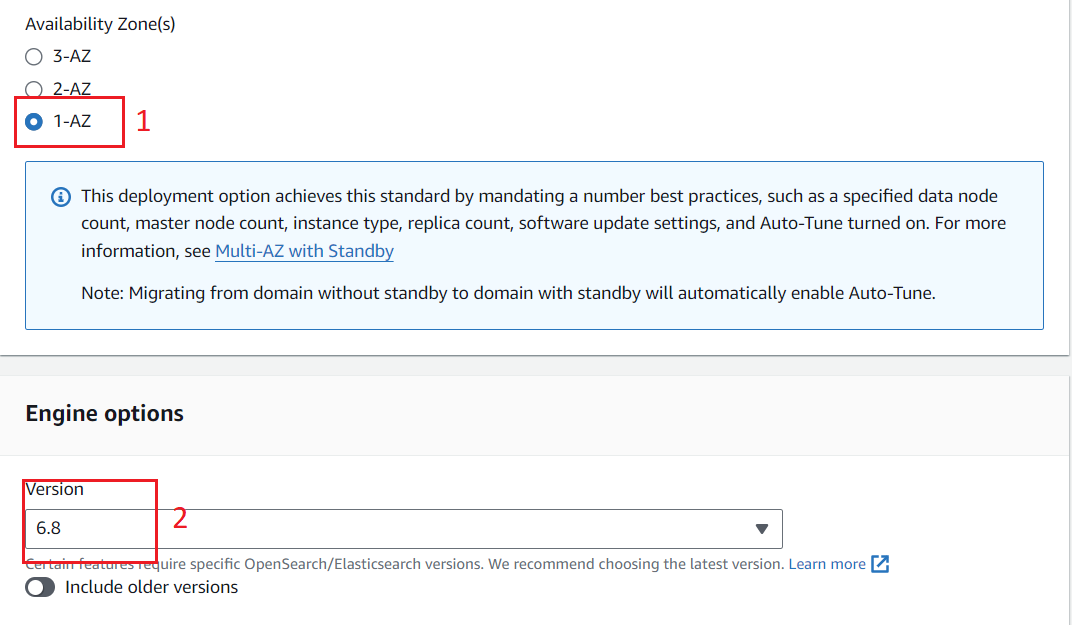 Availability Zone(s)
3-AZ
2-AZ
1-AZ
1
This deployment option achieves this standard by mandating a number best practices, such as a specified data node
count, master node count, instance type, replica count, software update settings, and Auto-Tune turned on. For more
information, see Multi-AZ with Standby
Note: Migrating from domain without standby to domain with standby will automatically enable Auto-Tune.
Engine options
Version
6.8
2
Certain features require specific OpenSearch/Elasticsearch versions. We recommend choosing the latest version. Learn more
Include older versions